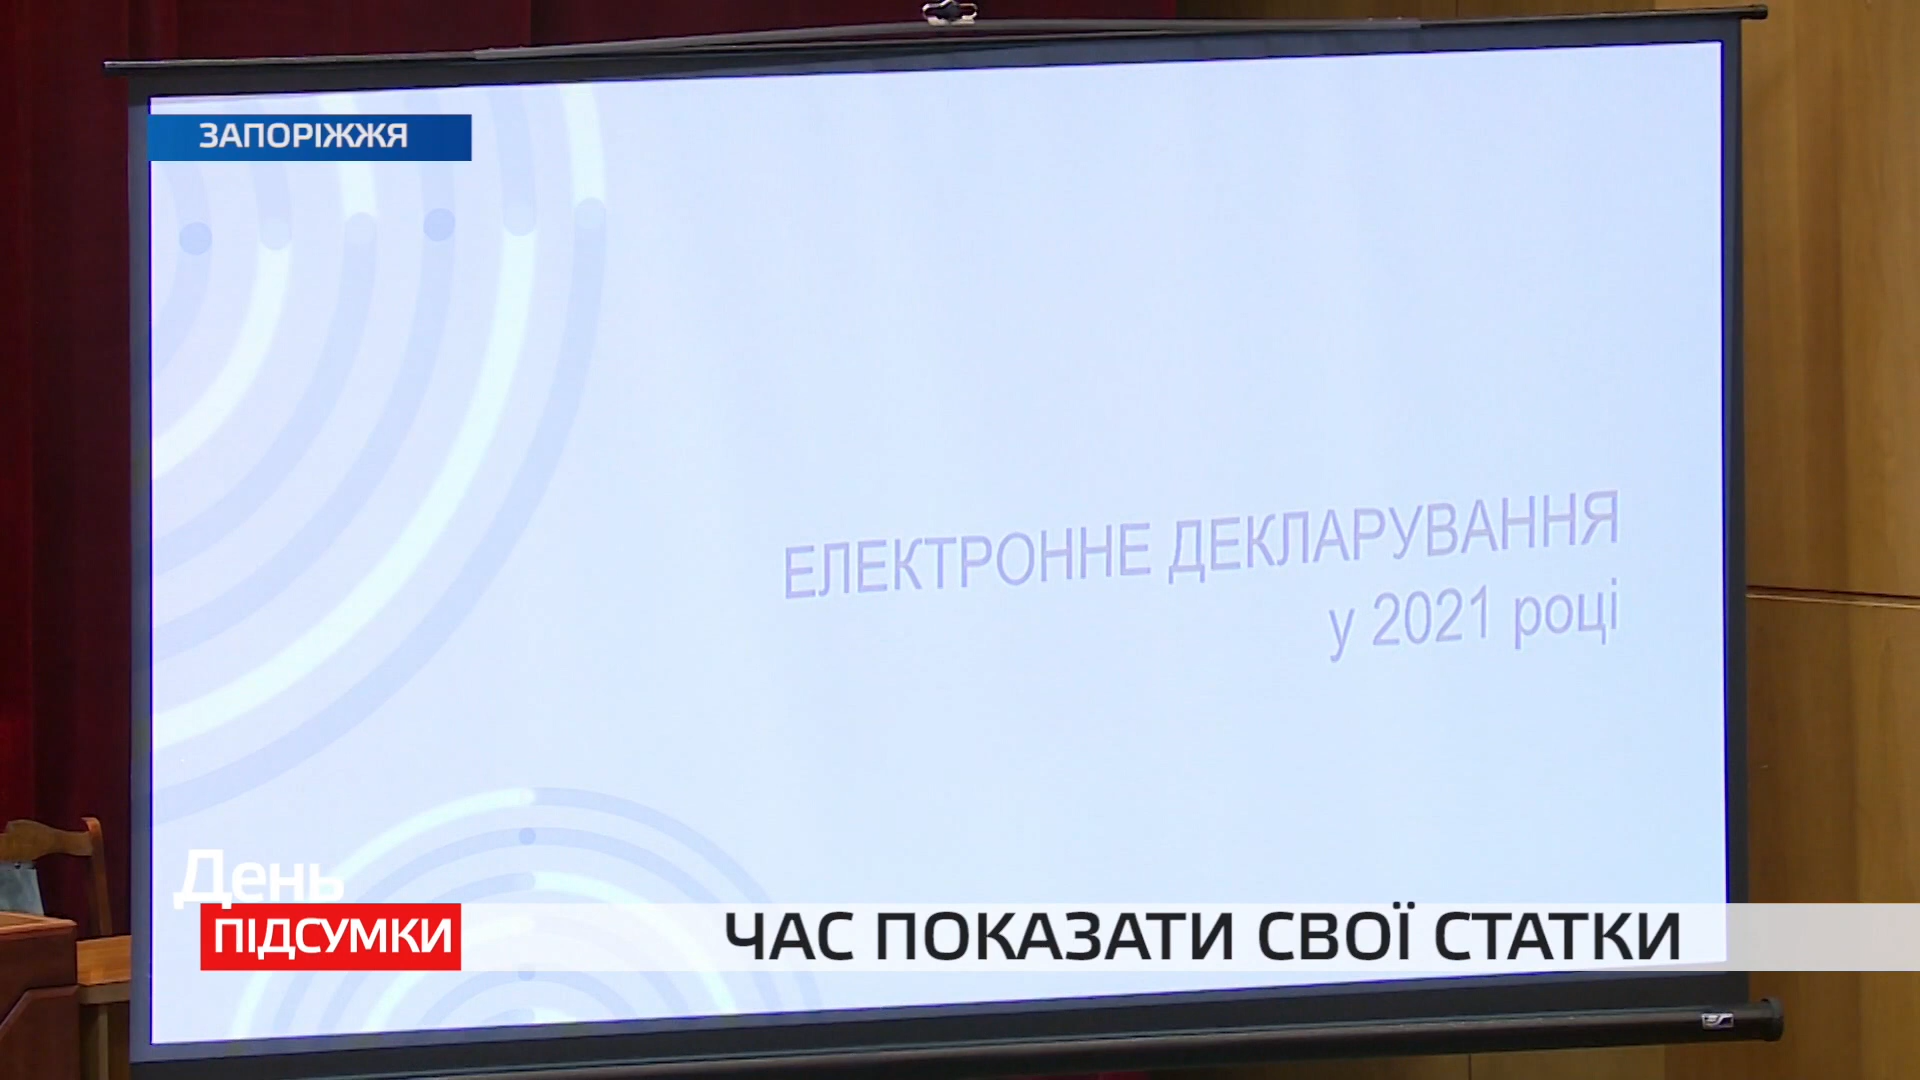 ЗАПОРІЖЖЯ
ЕЛЕКТРОННЕ ДЕКЛАРУВАННЯ
у 2021 році
День
ПІДСУМКИ
ЧАС ПОКАЗАТИ СВОЇ СТАТКИ